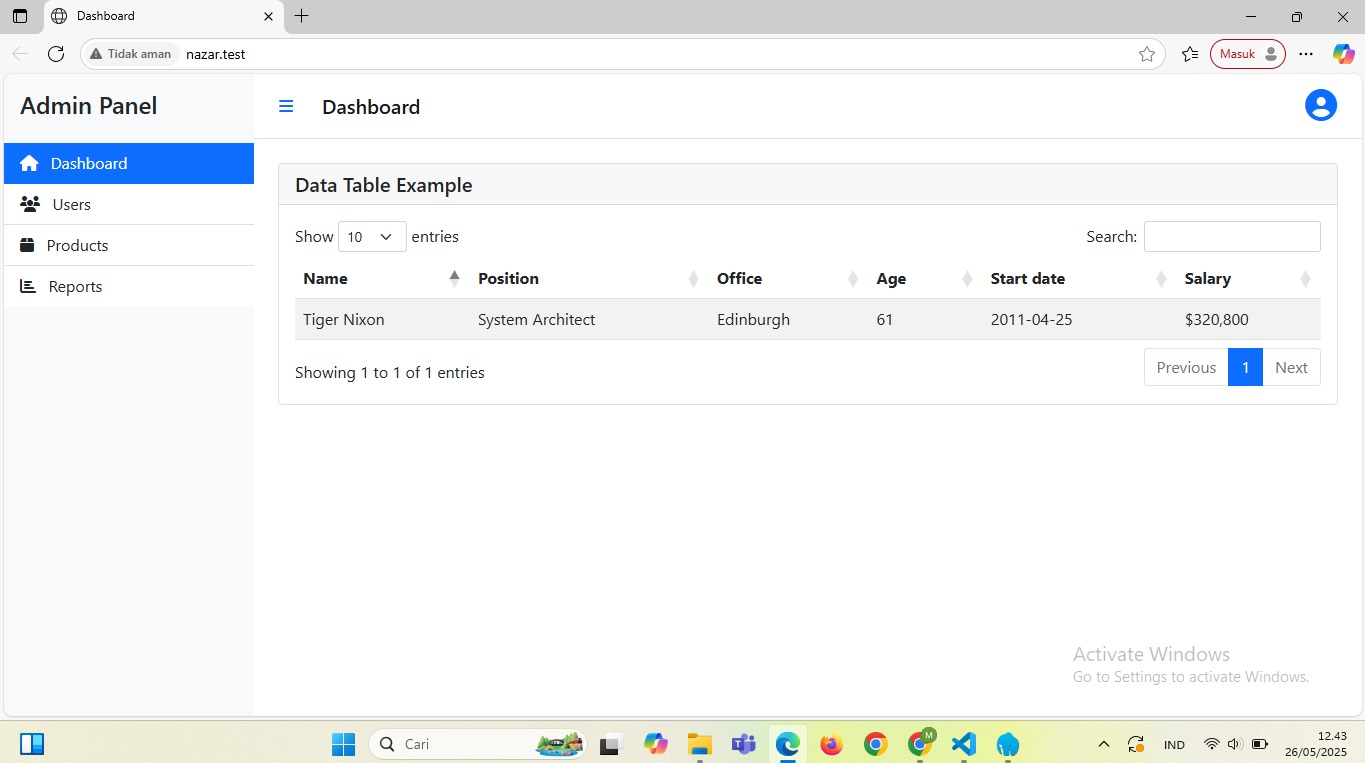 Dashboard
Tidak aman nazar.test Masuk
Admin Panel Dashboard
Dashboard
Users
Products
Reports
Data Table Example
Show 10 entries Search:
Name Position Office Age Start date Salary
Tiger Nixon System Architect Edinburgh 61 2011-04-25 $320,800
Showing 1 to 1 of 1 entries Previous 1 Next
Activate Windows
Go to Settings to activate Windows.
Cari M IND 12.43
26/05/2025